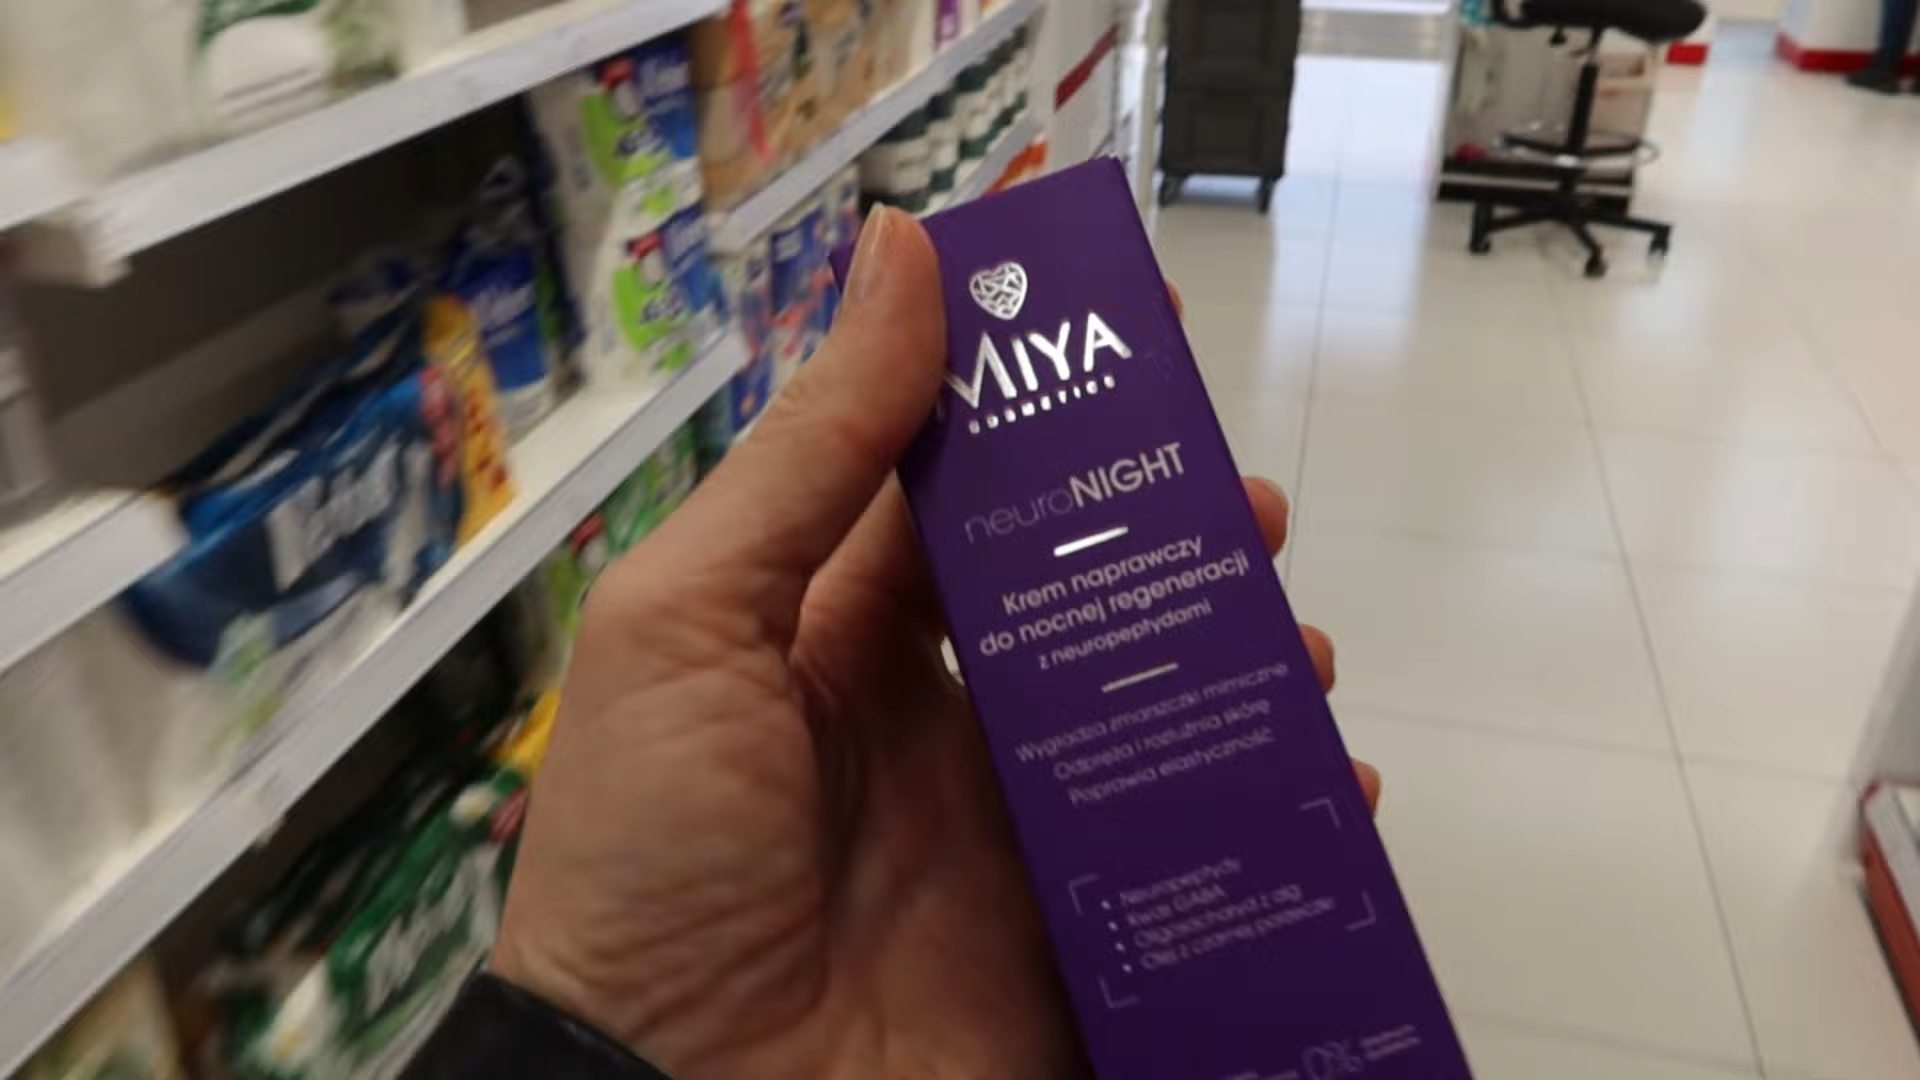 MIYA
COSMETICS
neuroNIGHT
Krem naprawczy
do nocnej regeneracji
z neuropeptydami
Wygładza zmarszczki mimiczne
Odpręża i rozluźnia skórę
Poprawia elastyczność
• Neuropeptydy
• Kwas GABA
• Oligosacharyd z alg
• Olej z czarnej porzeczki
0%